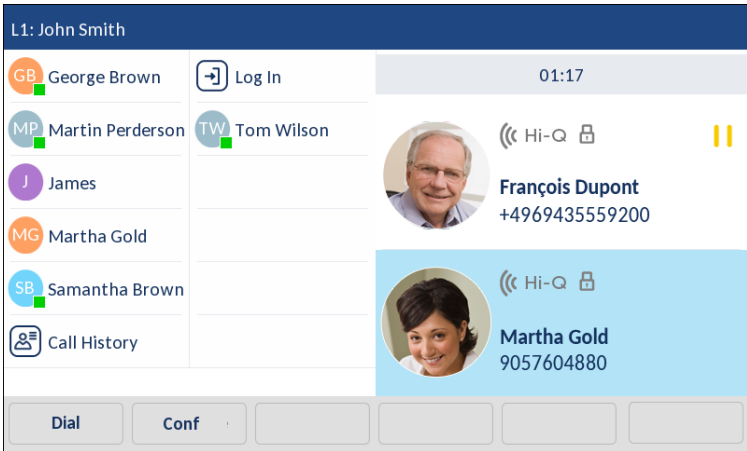 L1: John Smith
GB George Brown
Log In
MP Martin Perderson
TW Tom Wilson
J James
MG Martha Gold
SB Samantha Brown
Call History
01:17
Hi-Q
François Dupont
+4969435559200
Hi-Q
Martha Gold
9057604880
Dial
Conf